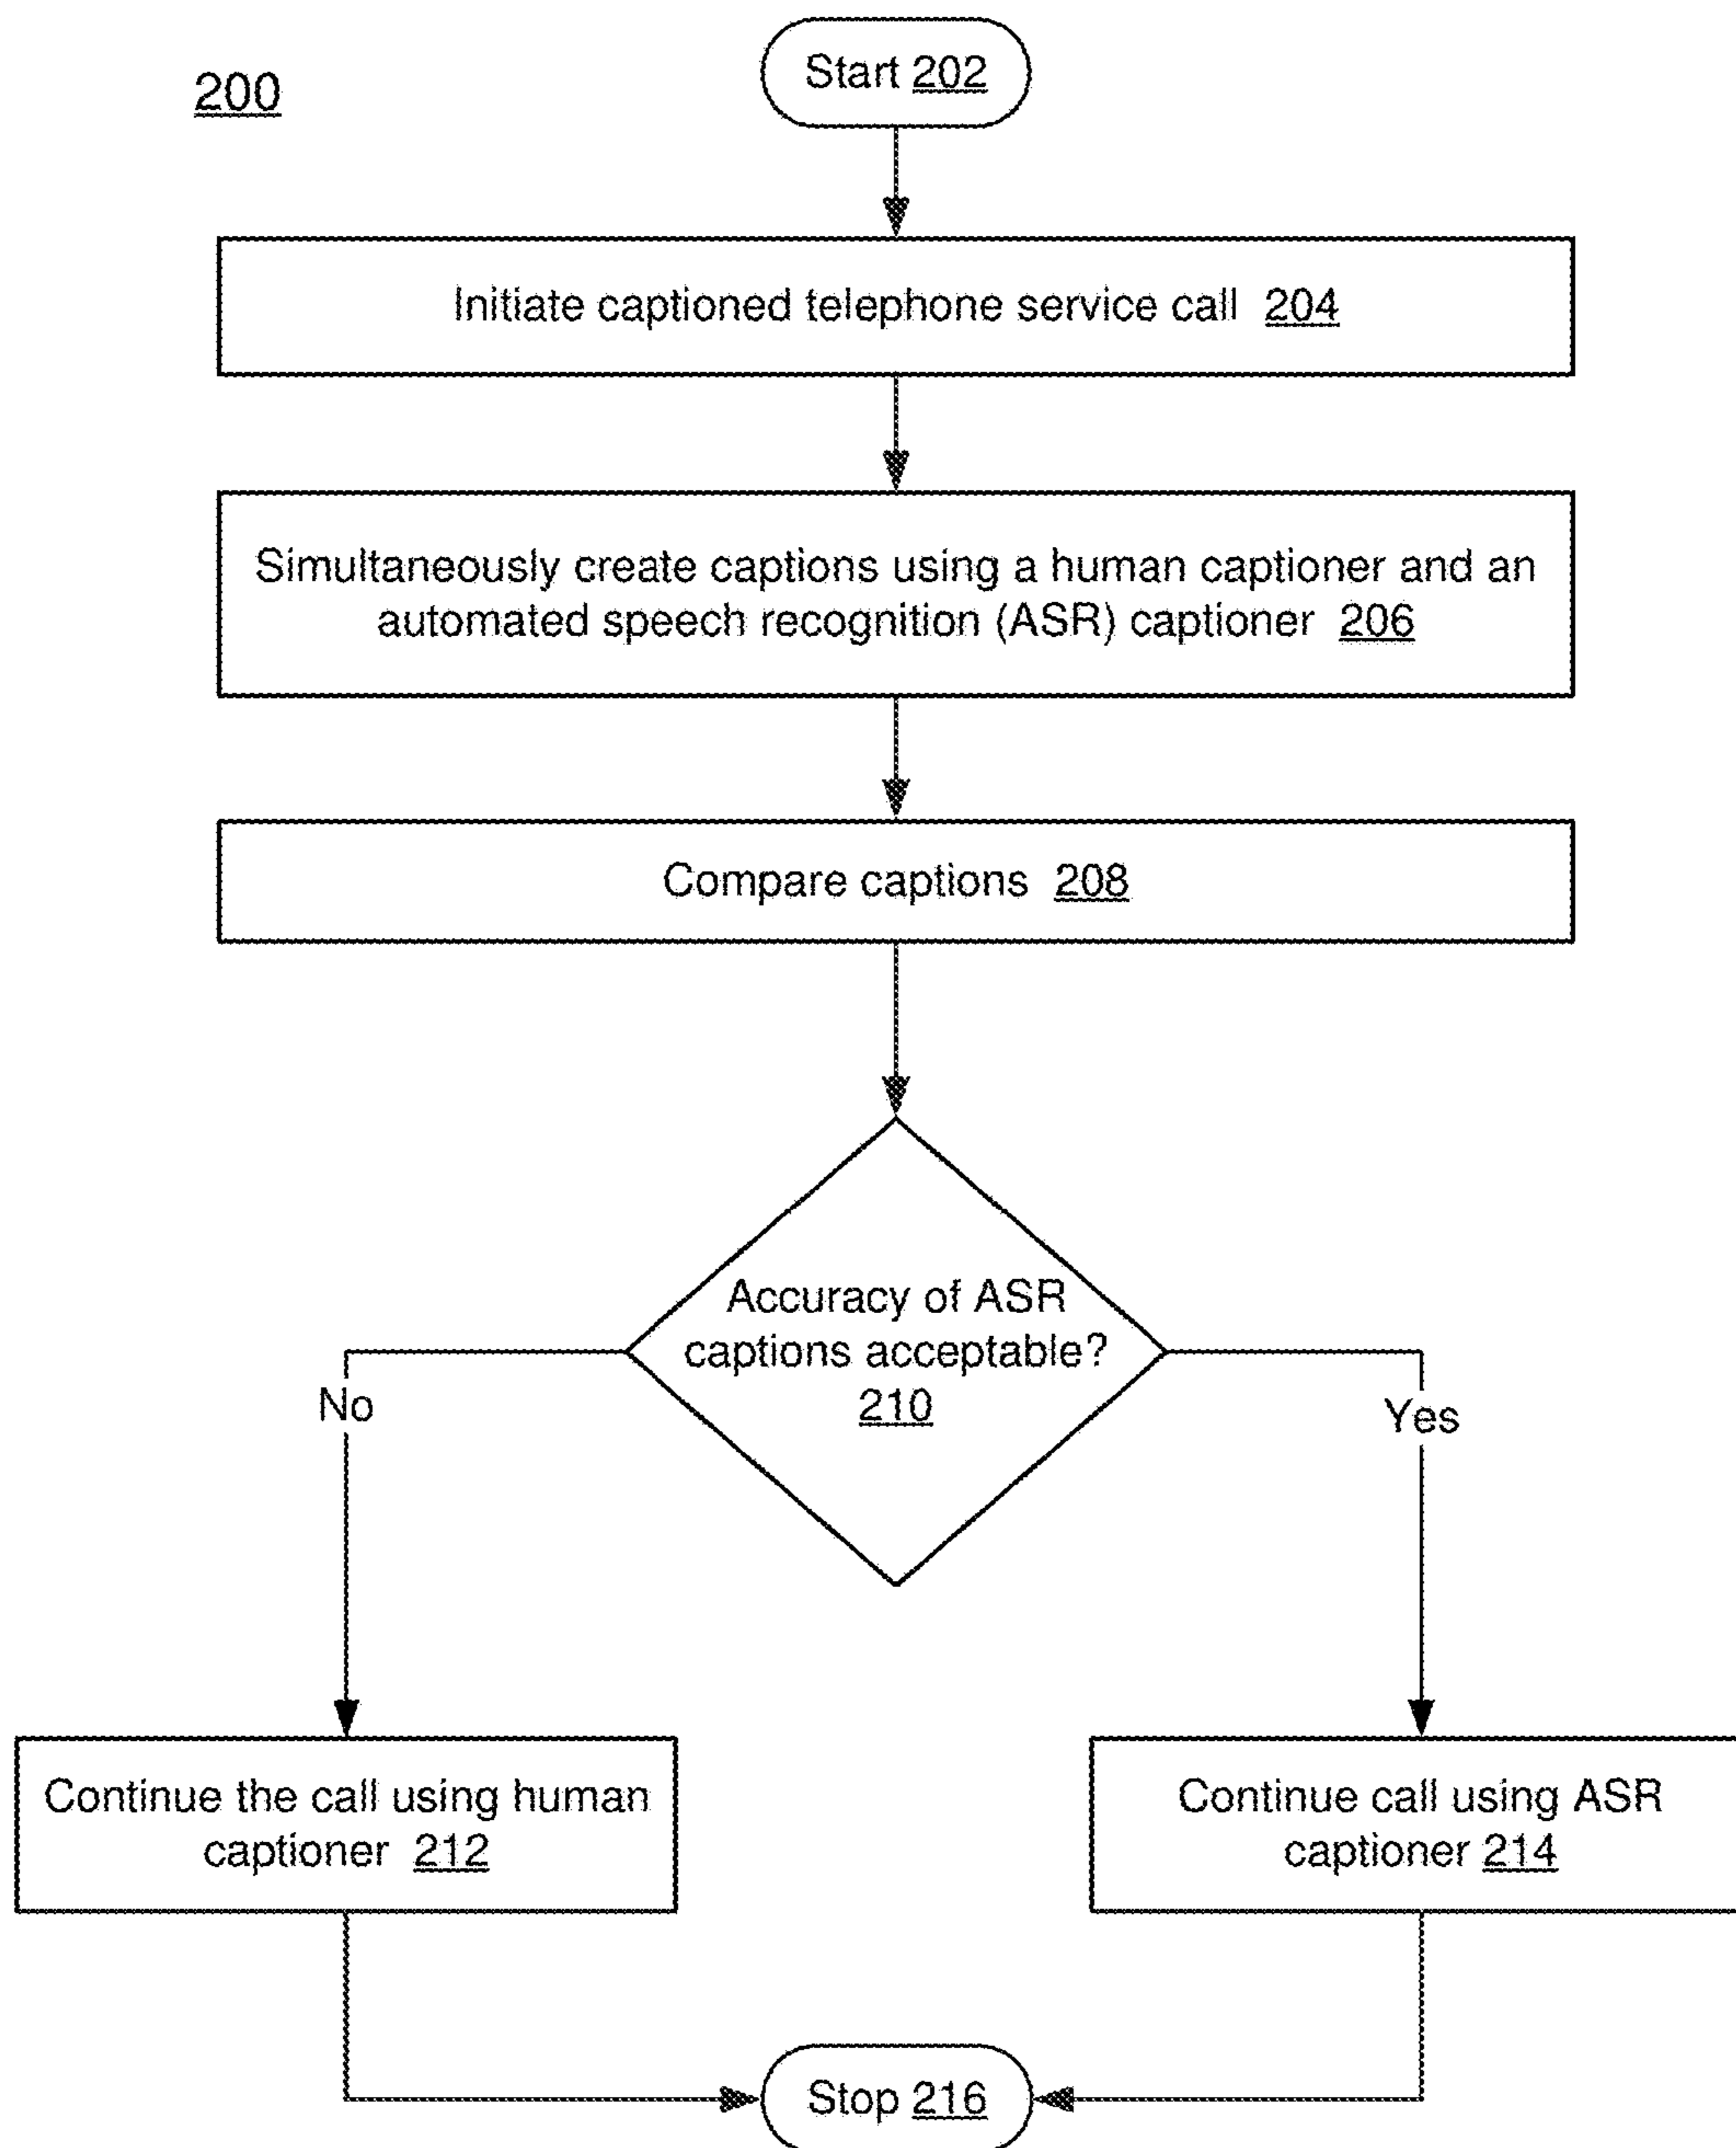 200
Start 202
Initiate captioned telephone service call 204
Simultaneously create captions using a human captioner and an
automated speech recognition (ASR) captioner 206
Compare captions 208
Accuracy of ASR
captions acceptable?
210
No
Yes
Continue the call using human
captioner 212
Continue call using ASR
captioner 214
Stop 216